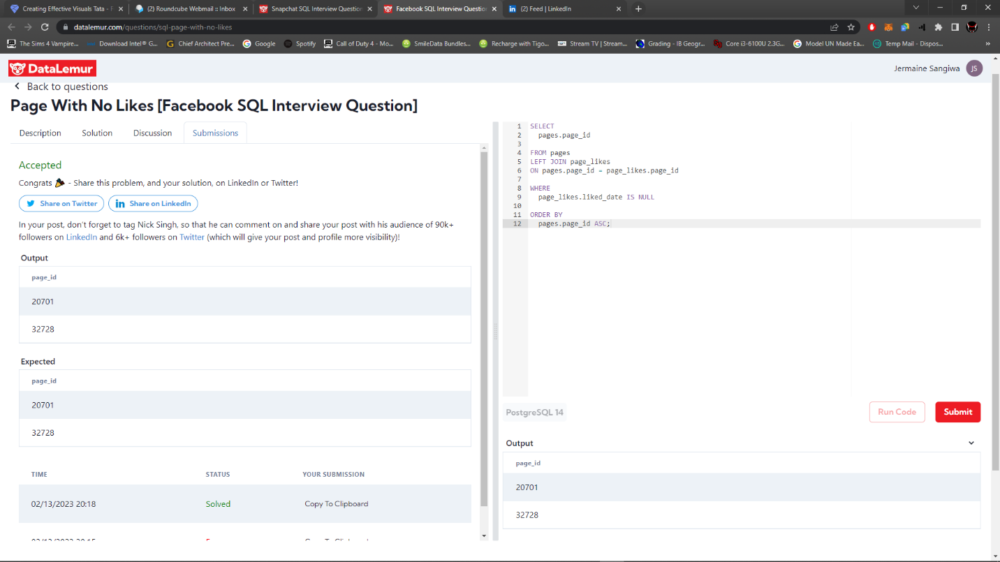 Creating Effective Visuals Tata - F
(2) Roundcube Webmail :: Inbox
Snapchat SQL Interview Question
Facebook SQL Interview Question
(2) Feed | LinkedIn
datalemur.com/questions/sql-page-with-no-likes
The Sims 4 Vampire...
Download Intel® G...
Chief Architect Pre...
Google
Spotify
Call of Duty 4 - Mo...
SmileData Bundles...
Recharge with Tigo...
Stream TV | Stream...
Grading - IB Geogr...
Core i3-6100U 2.3G...
Model UN Made Ea...
Temp Mail - Dispos...
»
DataLemur
Jermaine Sangiwa
JS
Back to questions
Page With No Likes [Facebook SQL Interview Question]
Description
Solution
Discussion
Submissions
Accepted
Congrats 🎉 - Share this problem, and your solution, on LinkedIn or Twitter!
Share on Twitter
Share on LinkedIn
In your post, don't forget to tag Nick Singh, so that he can comment on and share your post with his audience of 90k+
followers on LinkedIn and 6k+ followers on Twitter (which will give your post and profile more visibility)!
Output
page_id
20701
32728
Expected
page_id
20701
32728
TIME STATUS YOUR SUBMISSION
02/13/2023 20:18 Solved Copy To Clipboard
1 SELECT
2 pages.page_id
3
4 FROM pages
5 LEFT JOIN page_likes
6 ON pages.page_id = page_likes.page_id
7
8 WHERE
9 page_likes.liked_date IS NULL
10
11 ORDER BY
12 pages.page_id ASC;
PostgreSQL 14
Run Code
Submit
Output
page_id
20701
32728